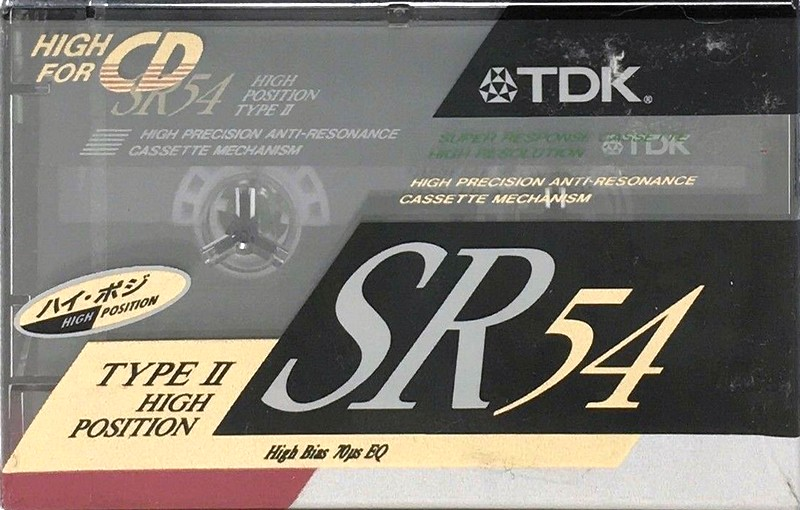 HIGH
FOR CD
TDK®
SR54
HIGH
POSITION
TYPE II
HIGH PRECISION ANTI-RESONANCE
CASSETTE MECHANISM
SUPER RESPONSE CASSETTE
HIGH RESOLUTION
TDK
HIGH PRECISION ANTI-RESONANCE
CASSETTE MECHANISM
ハイ・ポジ
HIGH POSITION
SR54
TYPE II
HIGH
POSITION
High Bias 70μs EQ